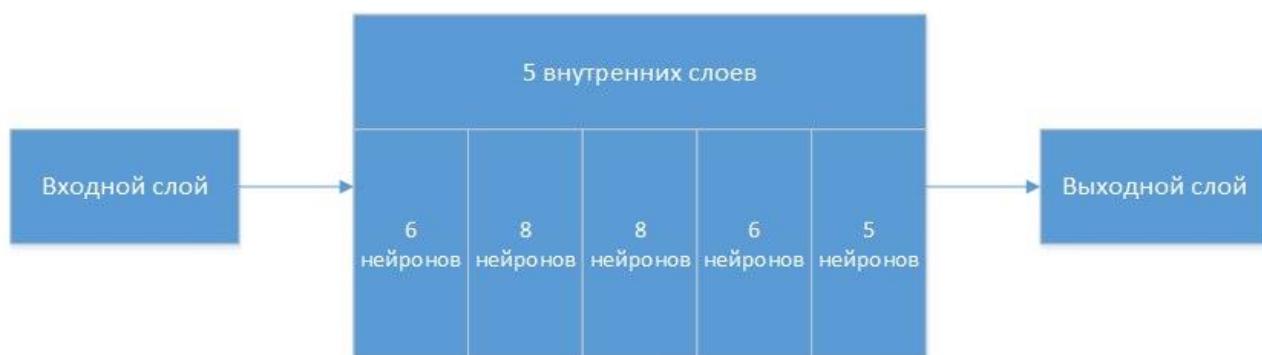 5 внутренних слоев
Входной слой
6
нейронов
8
нейронов
8
нейронов
6
нейронов
5
нейронов
Выходной слой